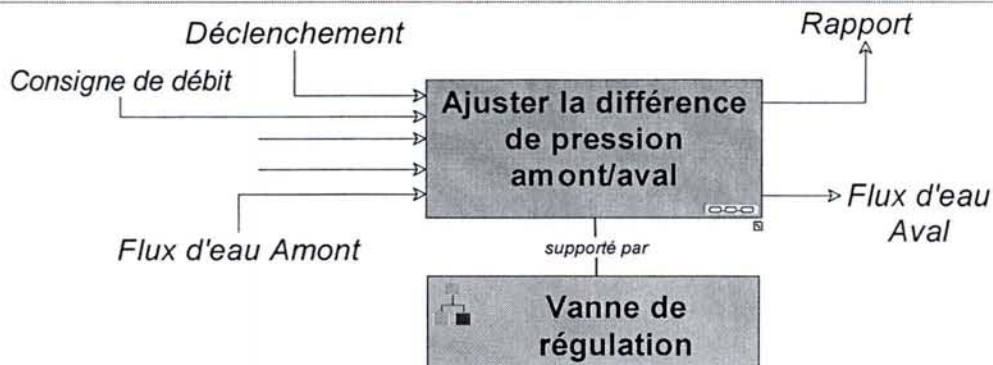 Déclenchement
Rapport
Consigne de débit
Ajuster la différence
de pression
amont/aval
Flux d'eau
Aval
Flux d'eau Amont
supporté par
Vanne de
régulation